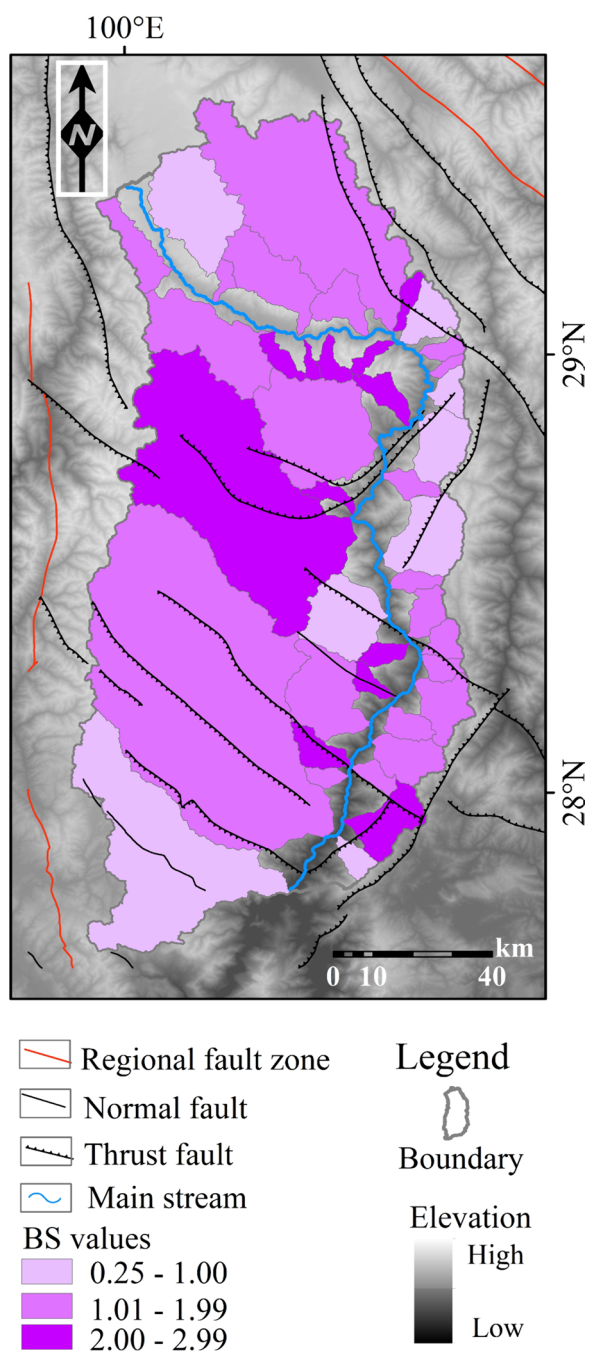 100°E
N
29°N
28°N
km
0 10 40
Regional fault zone
Normal fault
Thrust fault
Main stream
BS values
0.25 - 1.00
1.01 - 1.99
2.00 - 2.99
Legend
Boundary
Elevation
High
Low